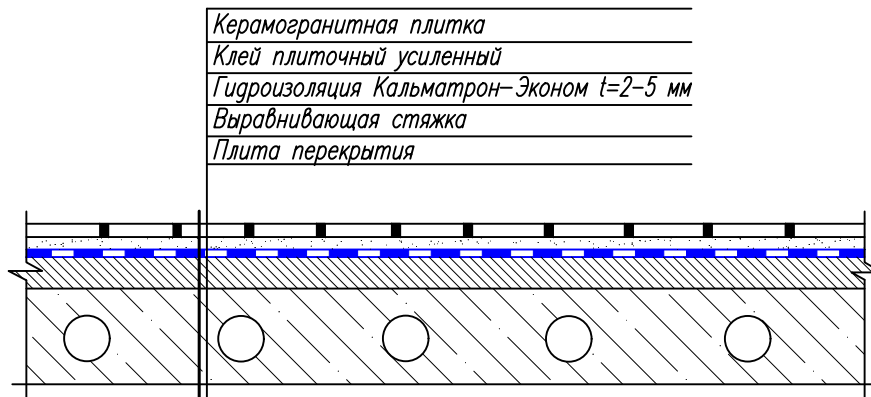 Керамогранитная плитка
Клей плиточный усиленный
Гидроизоляция Кальматрон-Эконом t=2-5 мм
Выравнивающая стяжка
Плита перекрытия